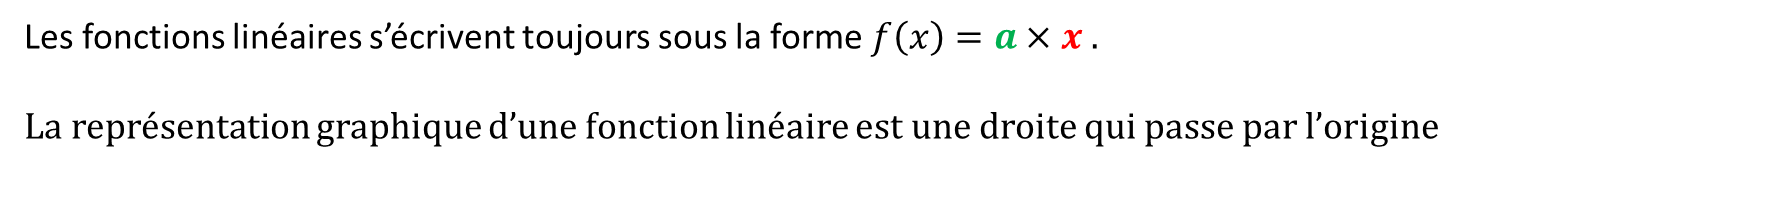 Les fonctions linéaires s’écrivent toujours sous la forme f(x) = a × x .
La représentation graphique d’une fonction linéaire est une droite qui passe par l’origine